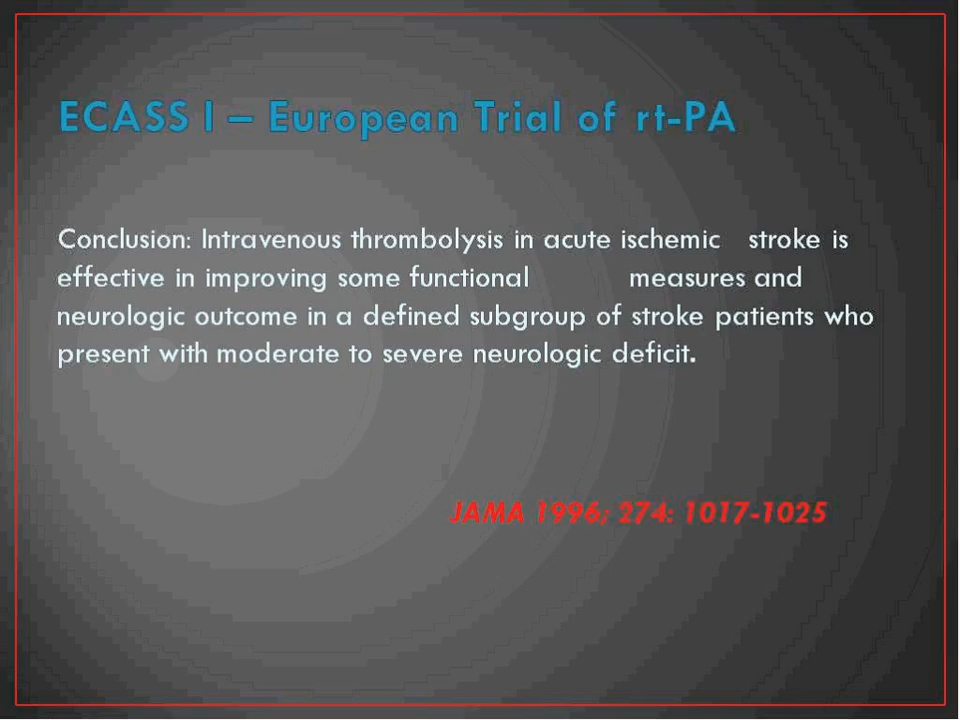 ECASS I – European Trial of rt-PA
Conclusion: Intravenous thrombolysis in acute ischemic stroke is
effective in improving some functional measures and
neurologic outcome in a defined subgroup of stroke patients who
present with moderate to severe neurologic deficit.
JAMA 1996; 274: 1017-1025